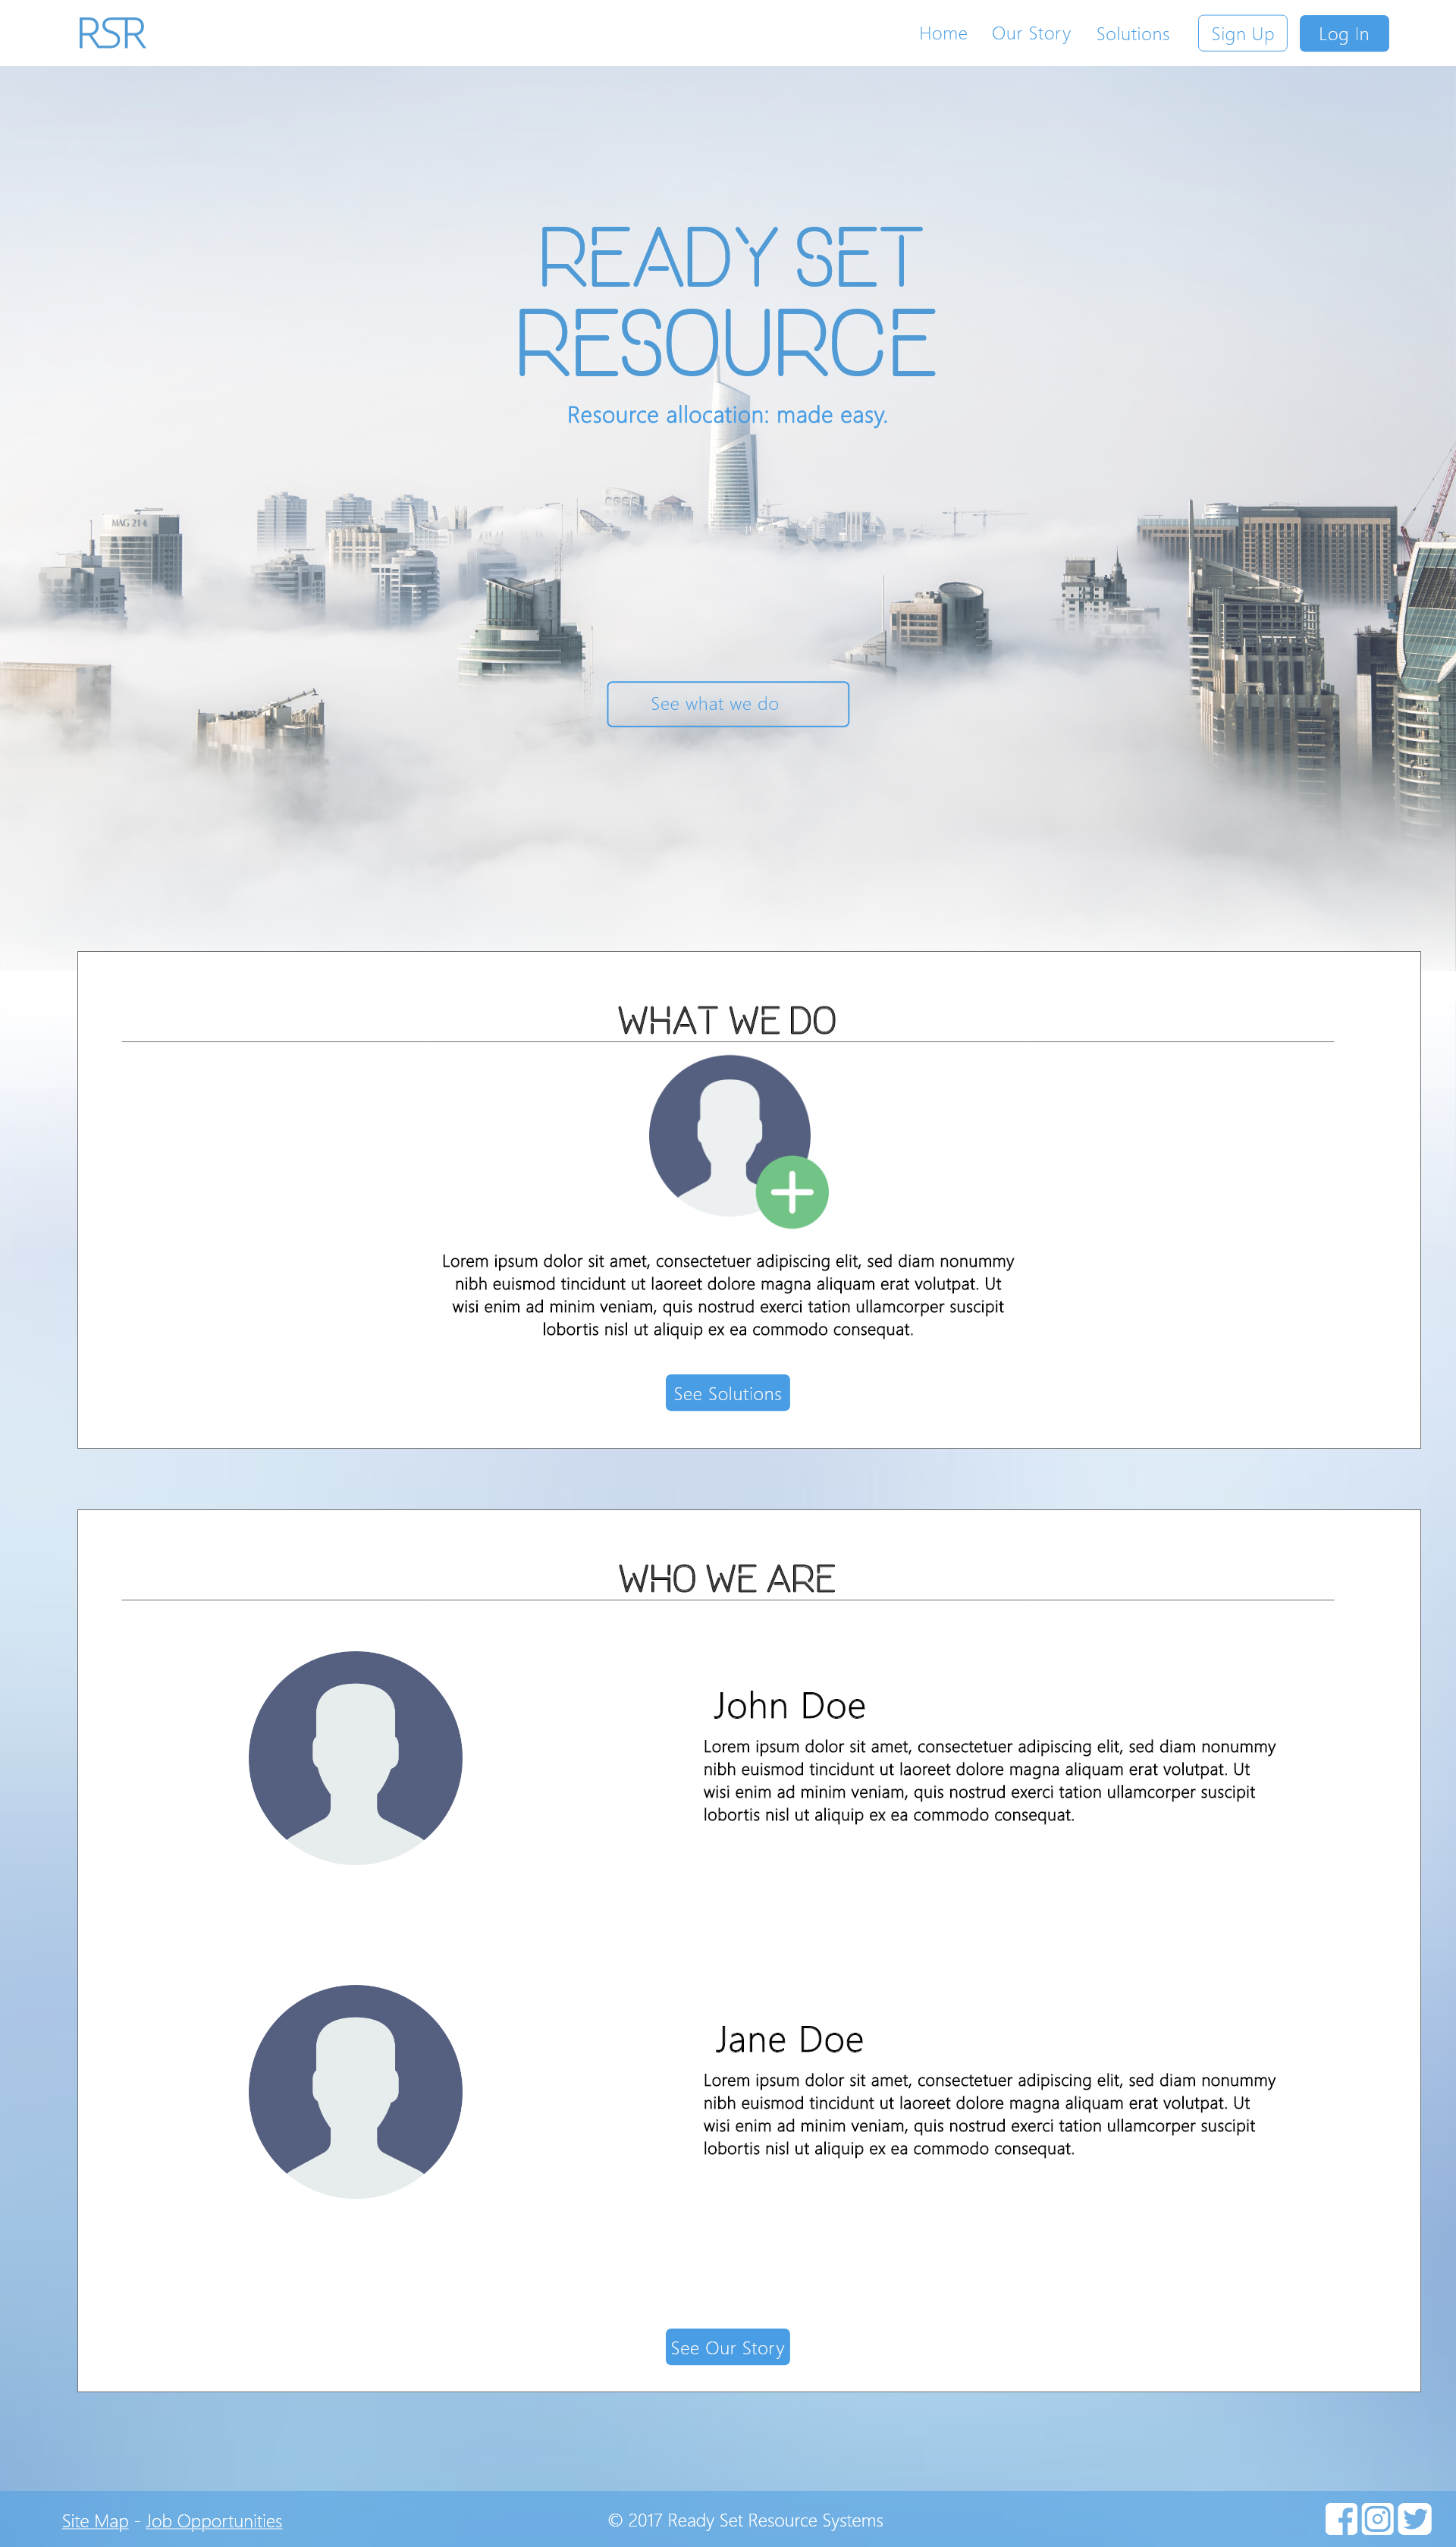 RSR
Home Our Story Solutions Sign Up Log In
READY SET
RESOURCE
Resource allocation: made easy.
MAG 214
See what we do
WHAT WE DO
Lorem ipsum dolor sit amet, consectetuer adipiscing elit, sed diam nonummy
nibh euismod tincidunt ut laoreet dolore magna aliquam erat volutpat. Ut
wisi enim ad minim veniam, quis nostrud exerci tation ullamcorper suscipit
lobortis nisl ut aliquip ex ea commodo consequat.
See Solutions
WHO WE ARE
John Doe
Lorem ipsum dolor sit amet, consectetuer adipiscing elit, sed diam nonummy
nibh euismod tincidunt ut laoreet dolore magna aliquam erat volutpat. Ut
wisi enim ad minim veniam, quis nostrud exerci tation ullamcorper suscipit
lobortis nisl ut aliquip ex ea commodo consequat.
Jane Doe
Lorem ipsum dolor sit amet, consectetuer adipiscing elit, sed diam nonummy
nibh euismod tincidunt ut laoreet dolore magna aliquam erat volutpat. Ut
wisi enim ad minim veniam, quis nostrud exerci tation ullamcorper suscipit
lobortis nisl ut aliquip ex ea commodo consequat.
See Our Story
Site Map - Job Opportunities
© 2017 Ready Set Resource Systems